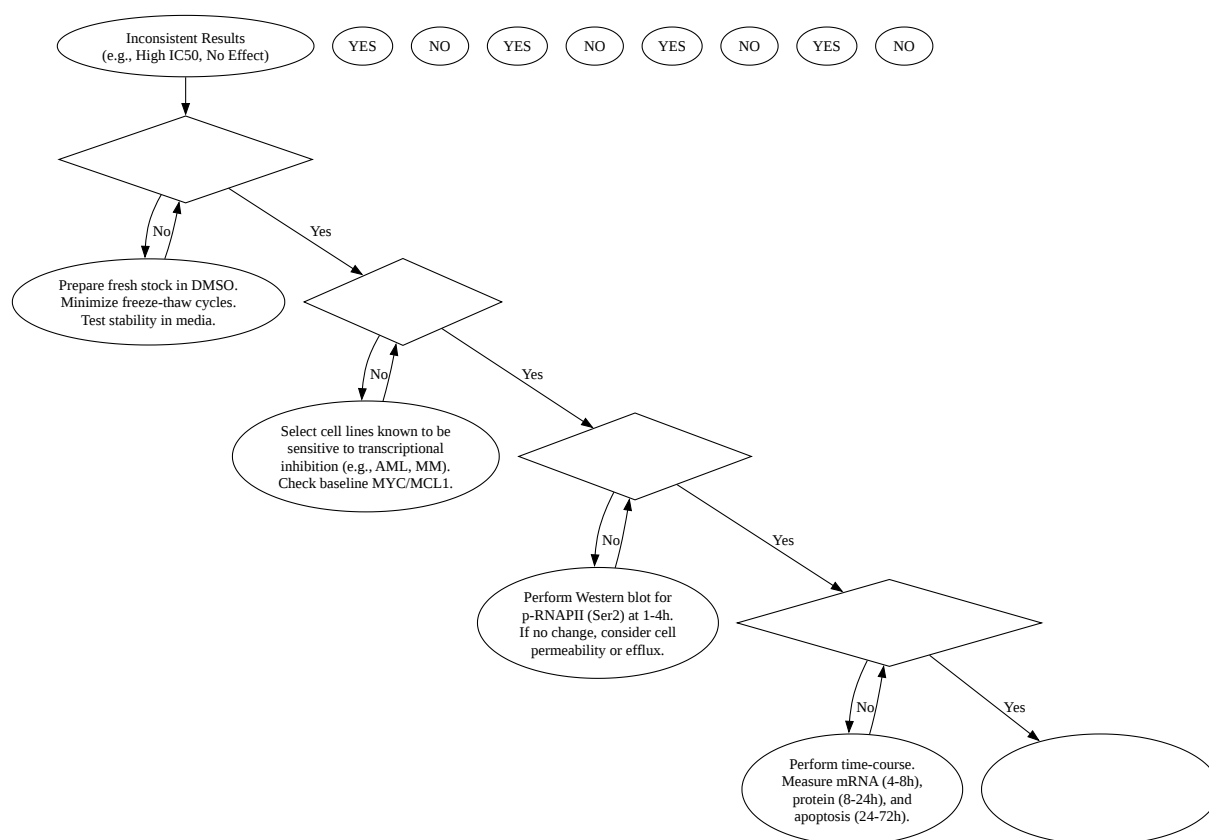 Inconsistent Results
(e.g., High IC50, No Effect)
YES
NO
YES
NO
YES
NO
YES
NO
No
Yes
Prepare fresh stock in DMSO.
Minimize freeze-thaw cycles.
Test stability in media.
No
Yes
Select cell lines known to be
sensitive to transcriptional
inhibition (e.g., AML, MM).
Check baseline MYC/MCL1.
No
Yes
Perform Western blot for
p-RNAPII (Ser2) at 1-4h.
If no change, consider cell
permeability or efflux.
No
Yes
Perform time-course.
Measure mRNA (4-8h),
protein (8-24h), and
apoptosis (24-72h).